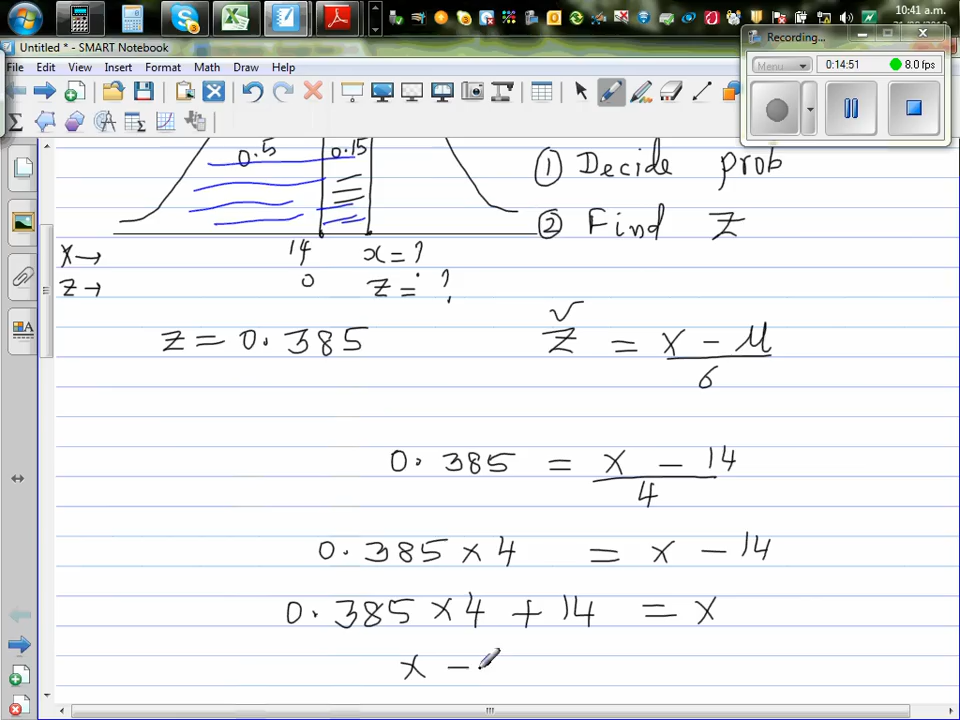 10:41 a.m.
Untitled * - SMART Notebook
Recording...
File Edit View Insert Format Math Draw Help
Menu 0:14:51 8.0 fps
0.5 0.15
① Decide prob
② Find Z
X→ 14 x = ?
Z→ 0 Z = ?
z = 0.385
✓
Z = X - μ
σ
0.385 = X - 14
4
0.385 × 4 = X - 14
0.385 × 4 + 14 = X
X -